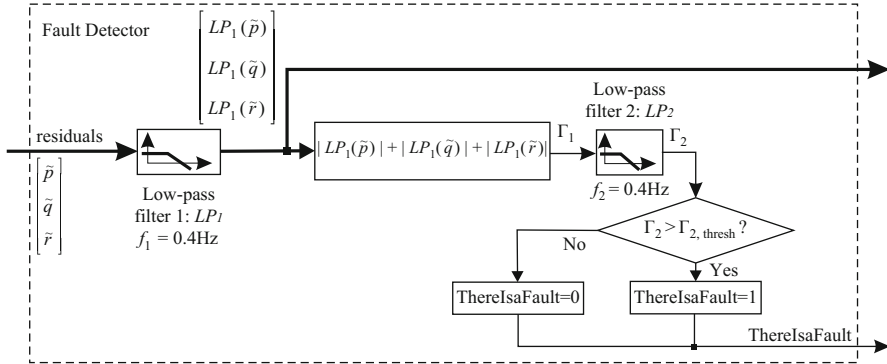 Fault Detector
LP₁(p̃)
LP₁(q̃)
LP₁(r̃)
residuals
p̃
q̃
r̃
Low-pass
filter 1: LP₁
f₁ = 0.4Hz
| LP₁(p̃) | + | LP₁(q̃) | + | LP₁(r̃)|
Γ₁
Low-pass
filter 2: LP₂
Γ₂
f₂ = 0.4Hz
Γ₂ > Γ₂, thresh ?
No
Yes
ThereIsaFault=0
ThereIsaFault=1
ThereIsaFault